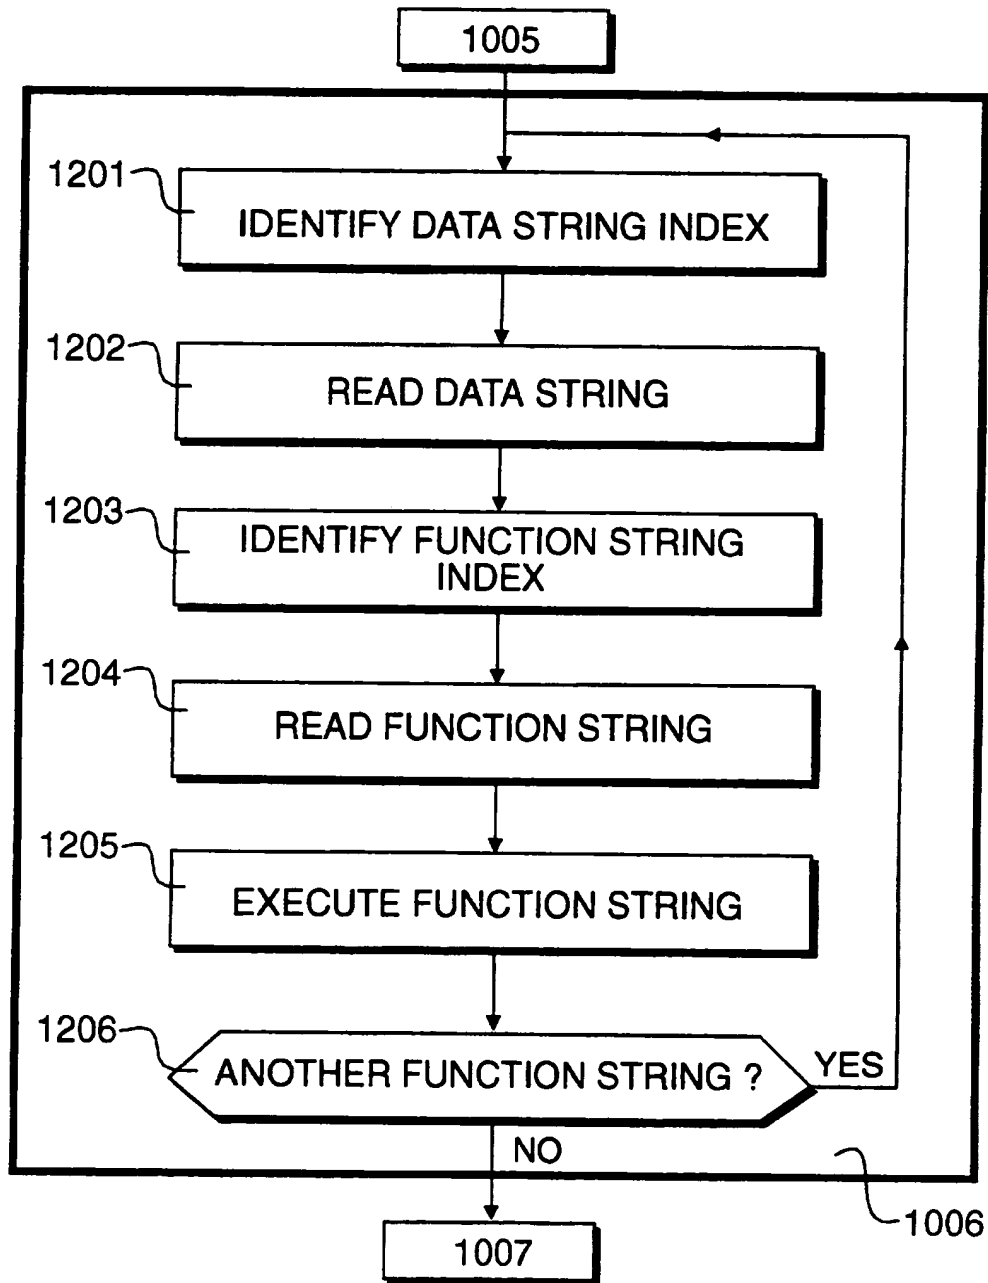 1005
1201
IDENTIFY DATA STRING INDEX
1202
READ DATA STRING
1203
IDENTIFY FUNCTION STRING
INDEX
1204
READ FUNCTION STRING
1205
EXECUTE FUNCTION STRING
1206
ANOTHER FUNCTION STRING ?
YES
NO
1006
1007